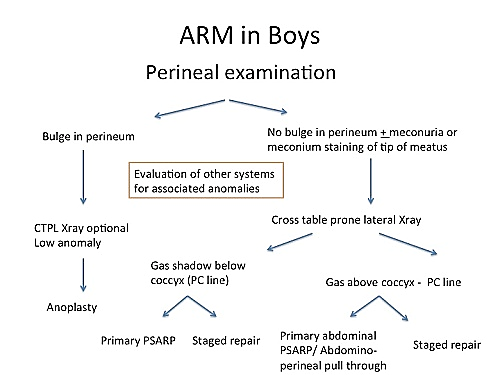 ARM in Boys
Perineal examination
Bulge in perineum
No bulge in perineum ± meconuria or
meconium staining of tip of meatus
Evaluation of other systems
for associated anomalies
CTPL Xray optional
Low anomaly
Cross table prone lateral Xray
Gas shadow below
coccyx (PC line)
Gas above coccyx - PC line
Anoplasty
Primary PSARP
Staged repair
Primary abdominal
PSARP/ Abdomino-
perineal pull through
Staged repair